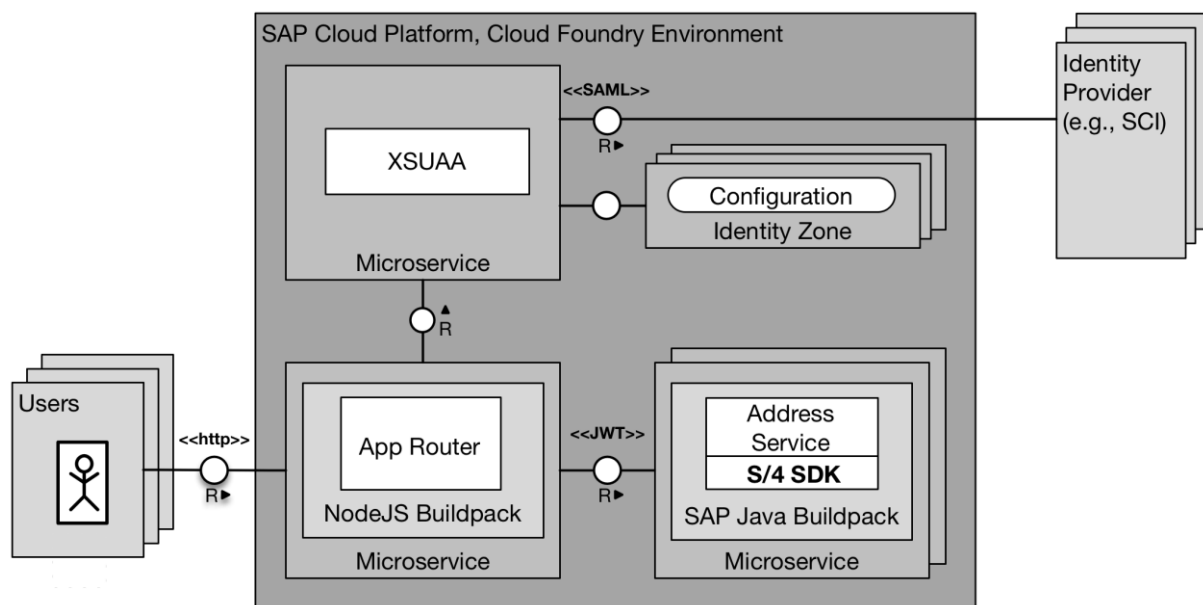 SAP Cloud Platform, Cloud Foundry Environment
Identity
Provider
(e.g., SCI)
<<SAML>>
R
XSUAA
Configuration
Identity Zone
Microservice
R
Users
<<http>>
R
App Router
NodeJS Buildpack
Microservice
<<JWT>>
R
Address
Service
S/4 SDK
SAP Java Buildpack
Microservice